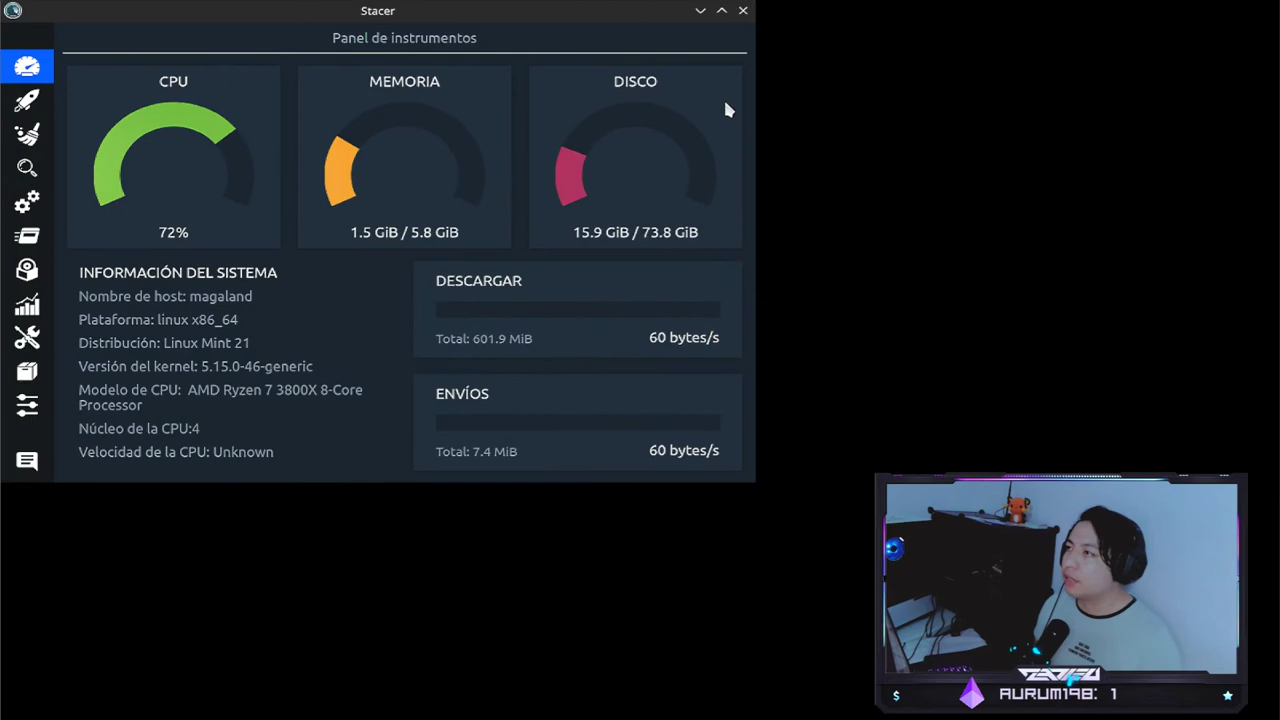 Stacer
Panel de instrumentos
CPU
72%
MEMORIA
1.5 GiB / 5.8 GiB
DISCO
15.9 GiB / 73.8 GiB
INFORMACIÓN DEL SISTEMA
Nombre de host: magaland
Plataforma: linux x86_64
Distribución: Linux Mint 21
Versión del kernel: 5.15.0-46-generic
Modelo de CPU: AMD Ryzen 7 3800X 8-Core
Processor
Núcleo de la CPU:4
Velocidad de la CPU: Unknown
DESCARGAR
Total: 601.9 MiB
60 bytes/s
ENVÍOS
Total: 7.4 MiB
60 bytes/s
$
AURUM198: 1